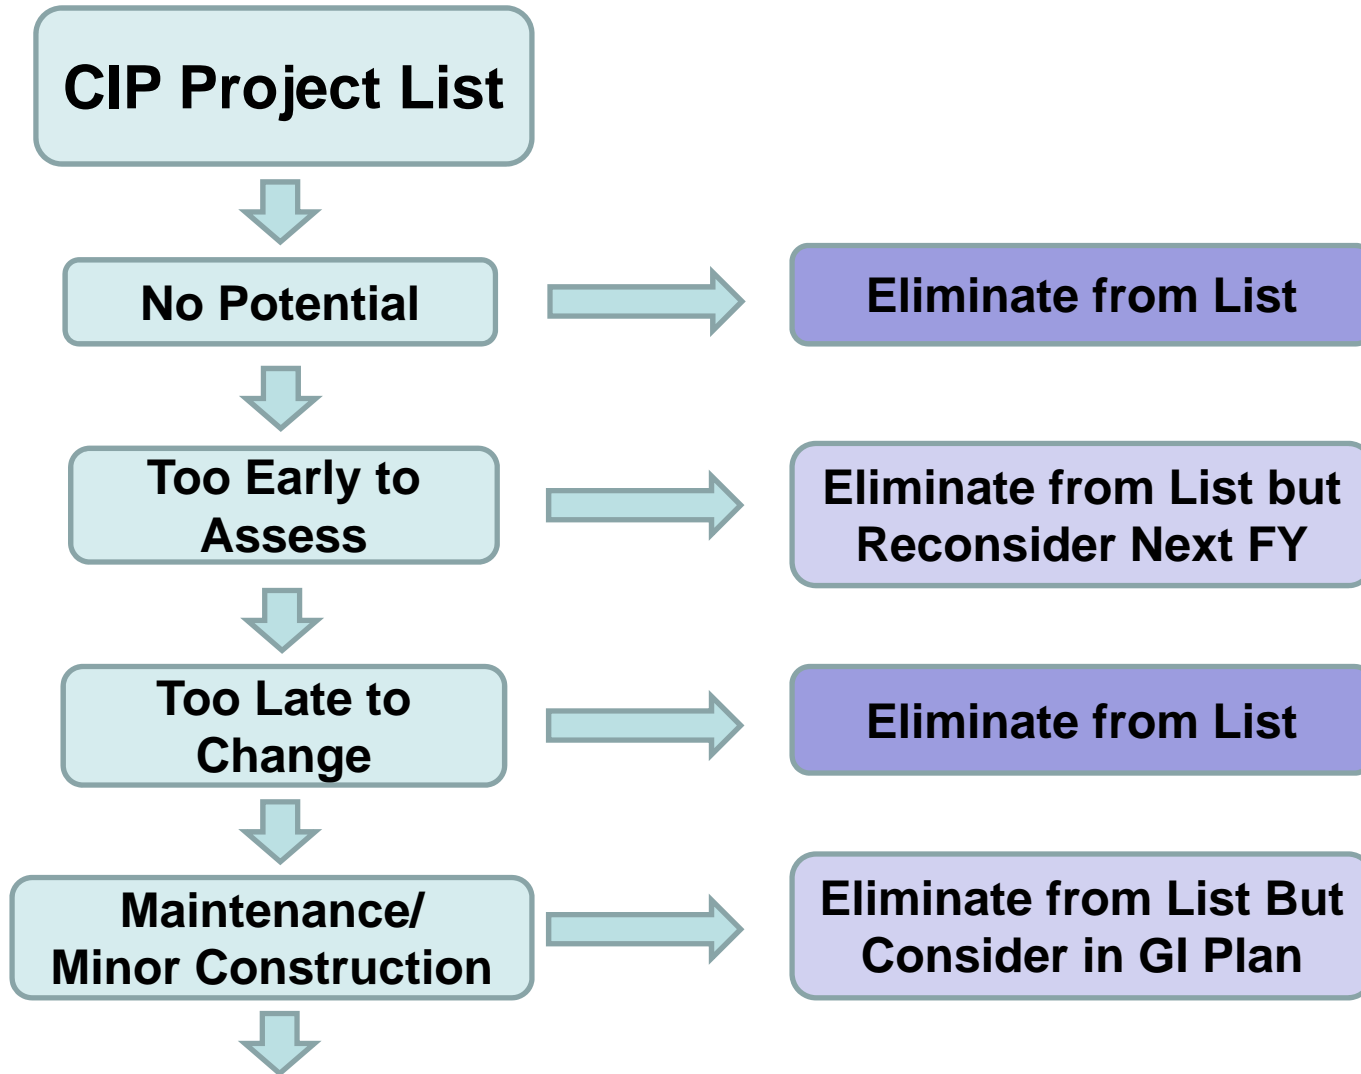 CIP Project List
No Potential
Eliminate from List
Too Early to
Assess
Eliminate from List but
Reconsider Next FY
Too Late to
Change
Eliminate from List
Maintenance/
Minor Construction
Eliminate from List But
Consider in GI Plan